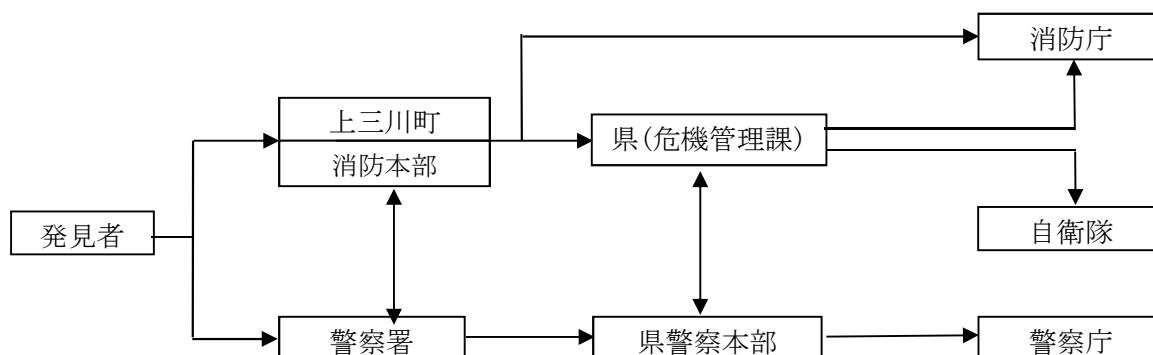 消防庁
上三川町
消防本部
県(危機管理課)
発見者
自衛隊
警察署
県警察本部
警察庁